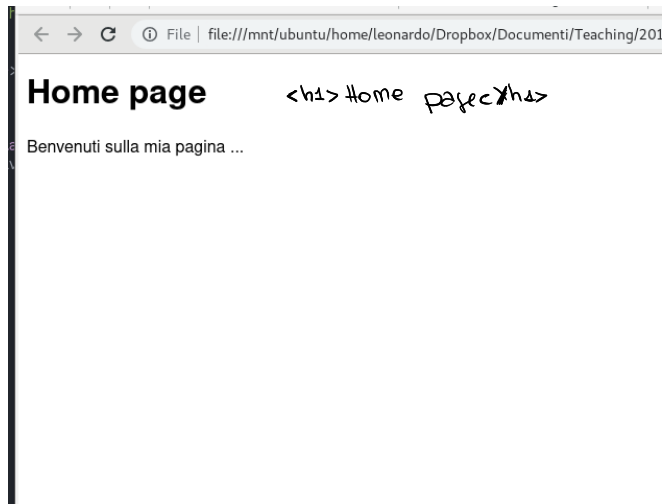 File | file:///mnt/ubuntu/home/leonardo/Dropbox/Documenti/Teaching/201
Home page <h1> Home page</h1>
Benvenuti sulla mia pagina ...